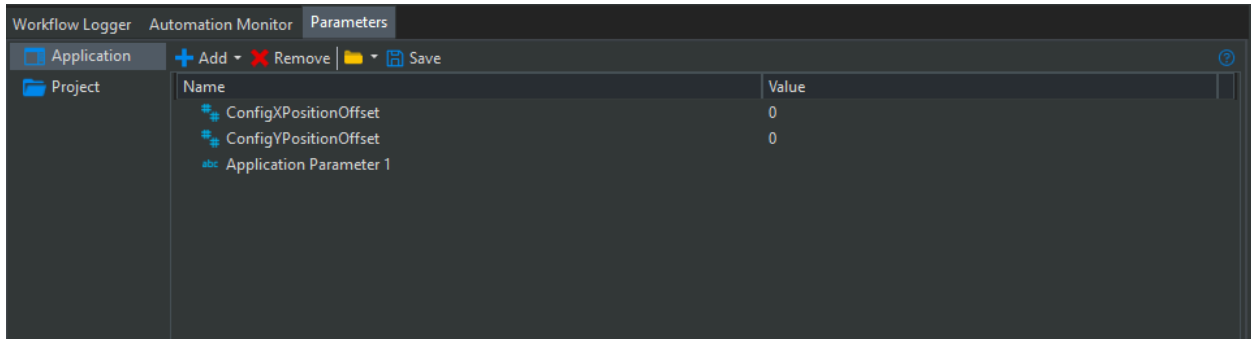 Workflow Logger Automation Monitor Parameters
Application Add Remove Save
Project Name Value
ConfigXPositionOffset 0
ConfigYPositionOffset 0
abc Application Parameter 1